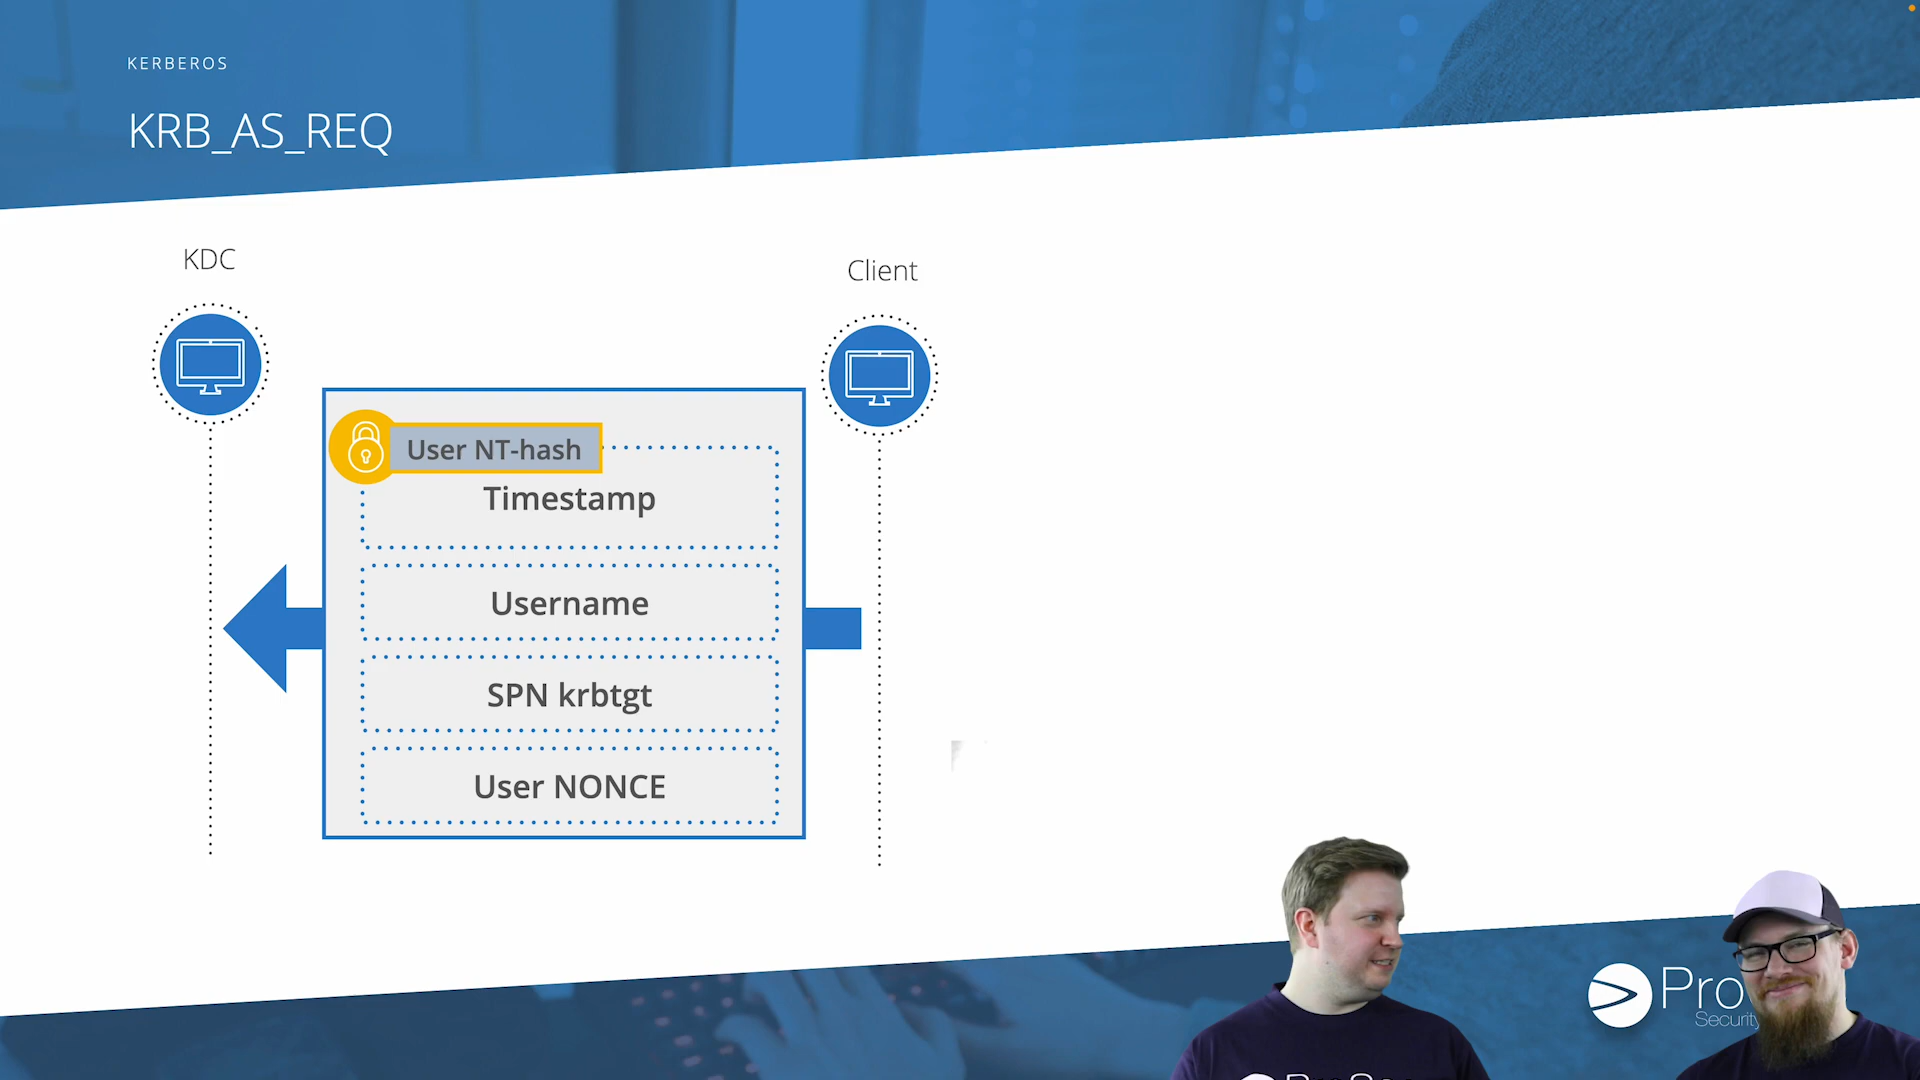 KERBEROS
KRB_AS_REQ
KDC
Client
User NT-hash
Timestamp
Username
SPN krbtgt
User NONCE
Pro
Security